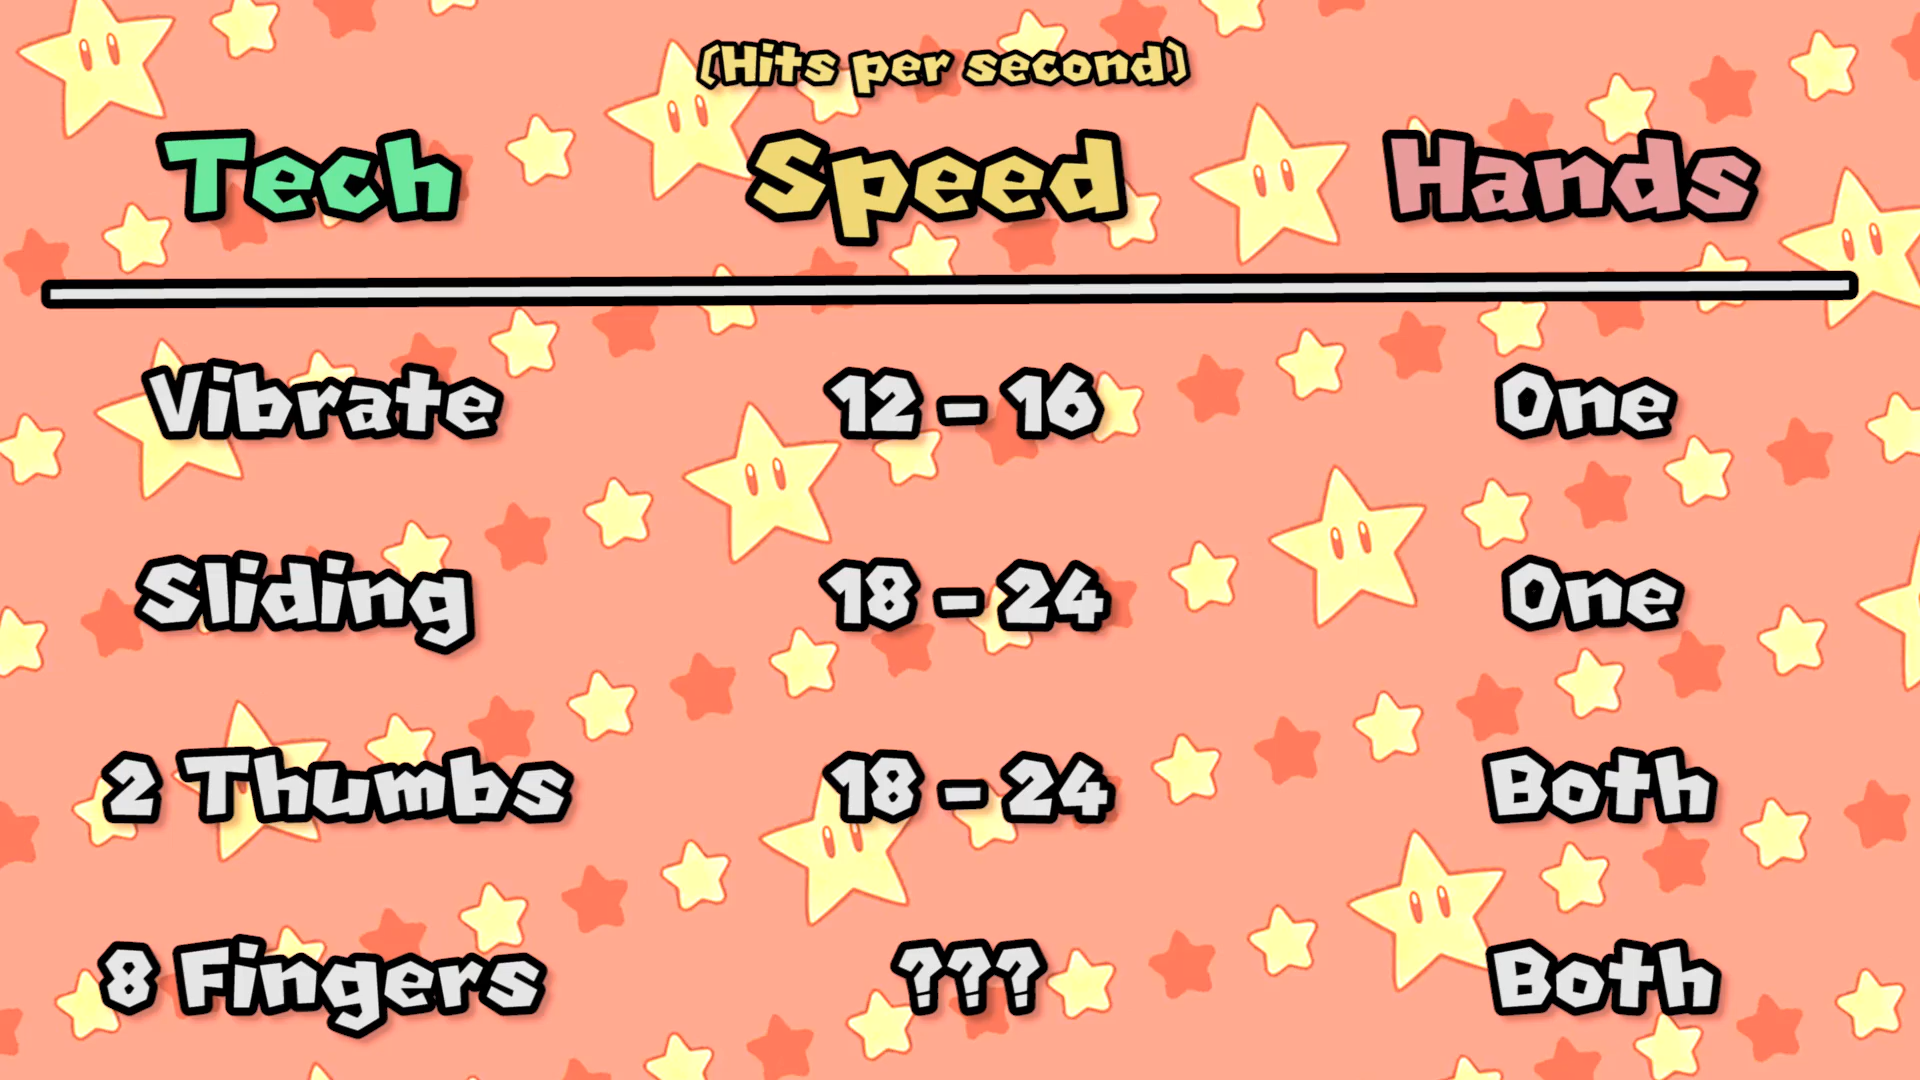 (Hits per second)
Tech Speed Hands
Vibrate 12 - 16 One
Sliding 18 - 24 One
2 Thumbs 18 - 24 Both
8 Fingers ??? Both